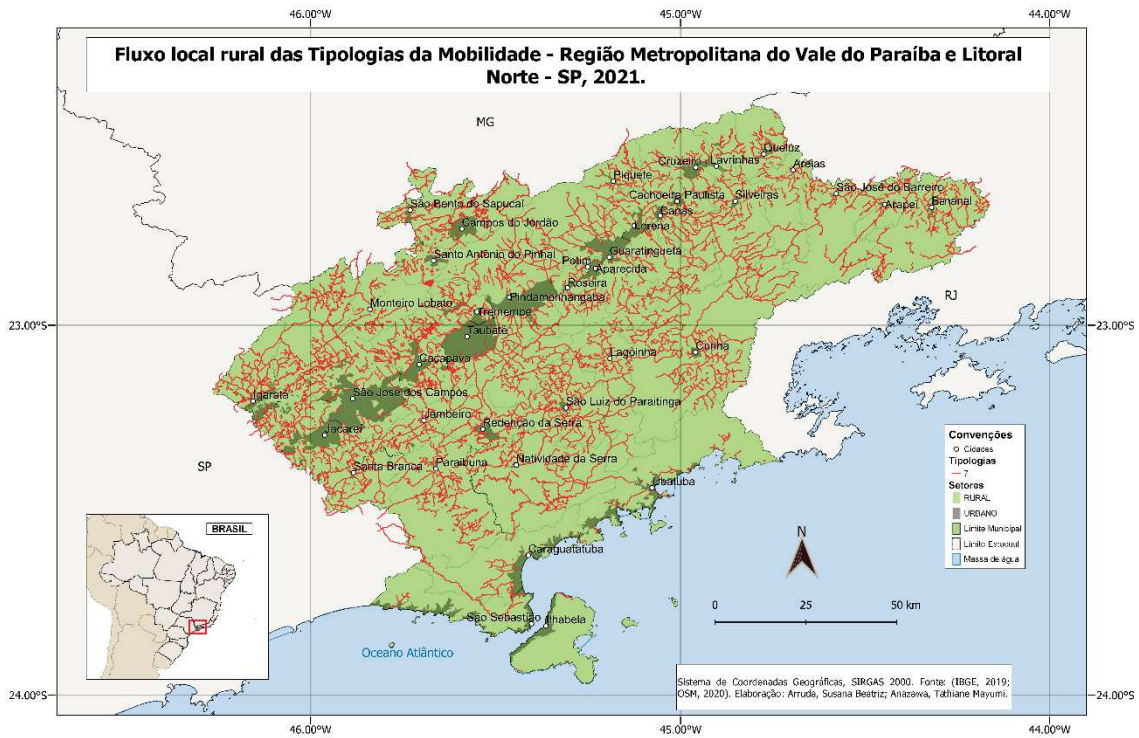 46.00°W
45.00°W
44.00°W
Fluxo local rural das Tipologias da Mobilidade - Região Metropolitana do Vale do Paraíba e Litoral
Norte - SP, 2021.
MG
Queluz
Cruzeiro
Lavrinhas
Areias
Piquete
São José do Barreiro
Cachoeira Paulista
Silveiras
Arapeí
Bananal
São Bento do Sapucaí
Canas
Campos do Jordão
Lorena
Guaratinguetá
Santo Antônio do Pinhal
Potim
Aparecida
Roseira
Monteiro Lobato
Pindamonhangaba
RJ
23.00°S
Tremembé
23.00°S
Taubaté
Lagoinha
Cunha
Caçapava
Igaratá
São José dos Campos
São Luiz do Paraitinga
Jambeiro
Redenção da Serra
Jacareí
Natividade da Serra
Santa Branca
Paraibuna
SP
Ubatuba
Convenções
Cidades
Tipologias
7
Setores
RURAL
URBANO
Limite Municipal
Limite Estadual
Massa de água
BRASIL
N
Caraguatatuba
0 25 50 km
São Sebastião
Ilhabela
Oceano Atlântico
Sistema de Coordenadas Geográficas, SIRGAS 2000. Fonte: (IBGE, 2019;
OSM, 2020). Elaboração: Arruda, Susana Beatriz; Anazawa, Tathiane Mayumi.
24.00°S
24.00°S
46.00°W
45.00°W
44.00°W